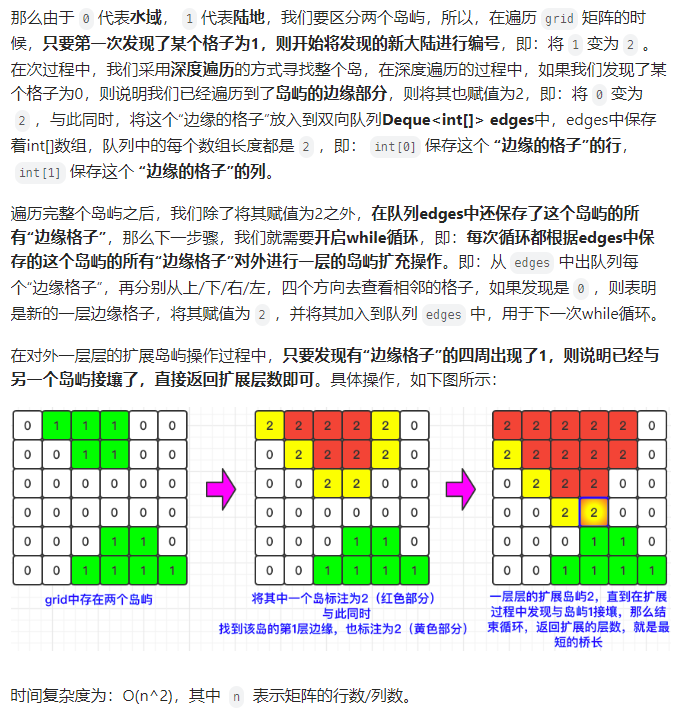 那么由于 0 代表水域， 1 代表陆地，我们要区分两个岛屿，所以，在遍历 grid 矩阵的时
候，只要第一次发现了某个格子为1，则开始将发现的新大陆进行编号，即：将 1 变为 2 。
在次过程中，我们采用深度遍历的方式寻找整个岛，在深度遍历的过程中，如果我们发现了某
个格子为0，则说明我们已经遍历到了岛屿的边缘部分，则将其也赋值为2，即：将 0 变为
2 ，与此同时，将这个“边缘的格子”放入到双向队列Deque<int[]> edges中，edges中保存
着int[]数组，队列中的每个数组长度都是 2 ，即： int[0] 保存这个 “边缘的格子”的行，
int[1] 保存这个 “边缘的格子”的列。
遍历完整个岛屿之后，我们除了将其赋值为2之外，在队列edges中还保存了这个岛屿的所
有“边缘格子”，那么下一步骤，我们就需要开启while循环，即：每次循环都根据edges中保
存的这个岛屿的所有“边缘格子”对外进行一层的岛屿扩充操作。即：从 edges 中出队列每
个“边缘格子”，再分别从上/下/右/左，四个方向去查看相邻的格子，如果发现是 0 ，则表明
是新的一层边缘格子，将其赋值为 2 ，并将其加入到队列 edges 中，用于下一次while循环。
在对外一层层的扩展岛屿操作过程中，只要发现有“边缘格子”的四周出现了1，则说明已经与
另一个岛屿接壤了，直接返回扩展层数即可。具体操作，如下图所示：
0 1 1 1 0 0
0 0 1 1 0 0
0 0 0 0 0 0
0 0 0 0 0 0
0 0 0 1 1 0
0 0 1 1 1 1
grid中存在两个岛屿
2 2 2 2 2 0
0 2 2 2 2 0
0 0 2 2 0 0
0 0 0 0 0 0
0 0 0 1 1 0
0 0 1 1 1 1
将其中一个岛标注为2（红色部分）
与此同时
找到该岛的第1层边缘，也标注为2（黄色部分）
2 2 2 2 2 0
2 2 2 2 2 0
0 2 2 2 0 0
0 0 2 2 0 0
0 0 0 1 1 0
0 0 1 1 1 1
一层层的扩展岛屿2，直到在扩展
过程中发现与岛屿1接壤，那么结
束循环，返回扩展的层数，就是最
短的桥长
时间复杂度为：O(n^2)，其中 n 表示矩阵的行数/列数。